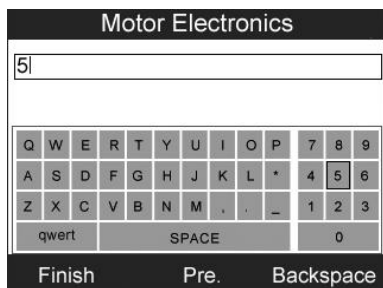 Motor Electronics
5
Q W E R T Y U I O P 7 8 9
A S D F G H J K L * 4 5 6
Z X C V B N M , . _ 1 2 3
qwert SPACE 0
Finish Pre. Backspace